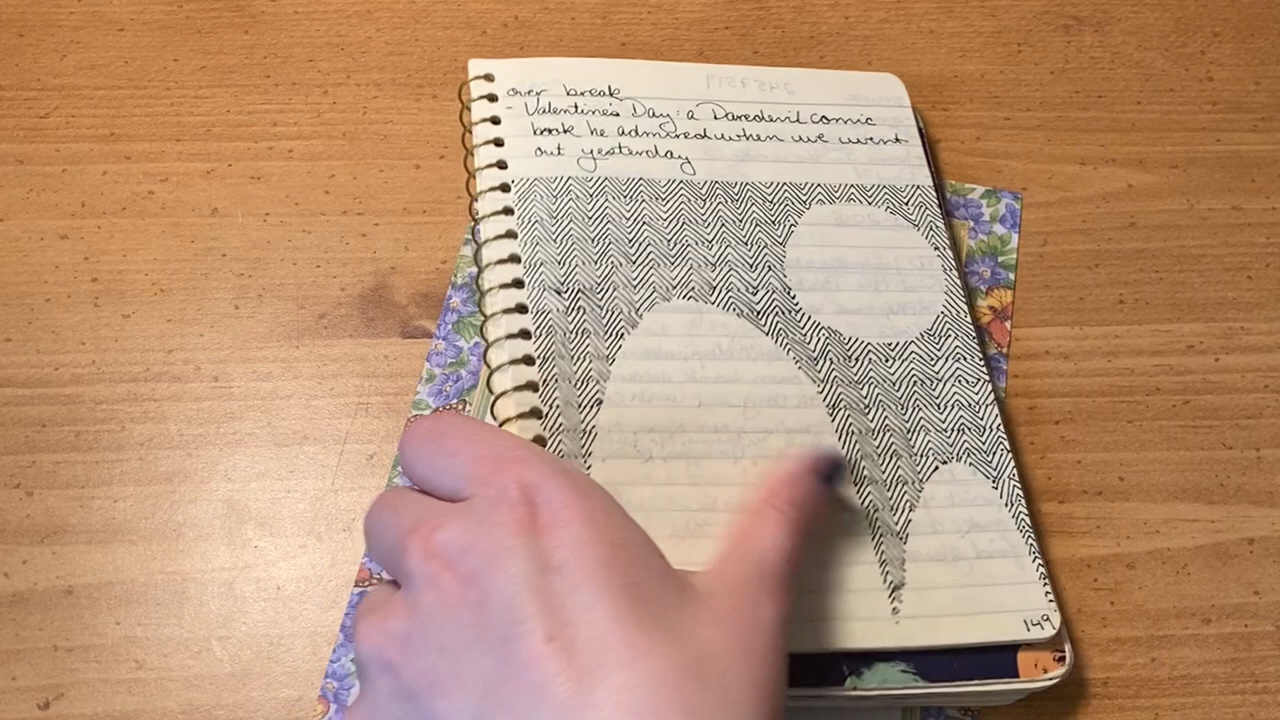 over break
- Valentine's Day: a Daredevil comic
book he admired when we went
out yesterday
149